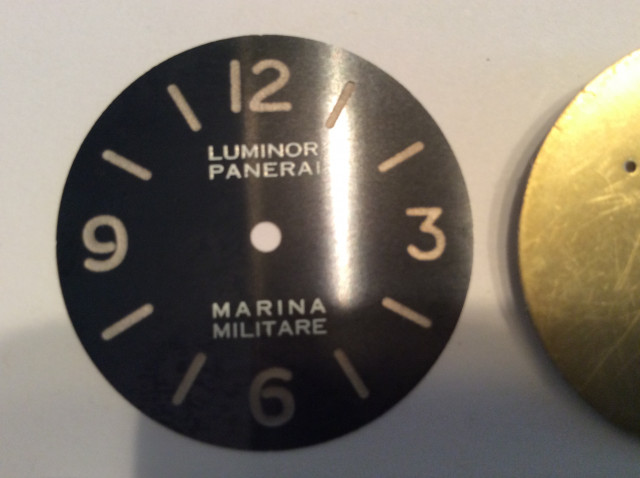 12
LUMINOR
PANERAI
9
3
MARINA
MILITARE
6